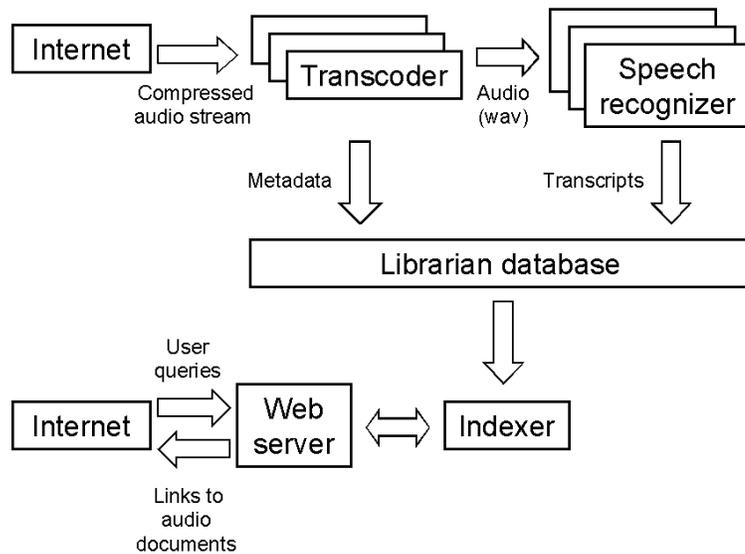 Internet
Compressed
audio stream
Transcoder
Audio
(wav)
Speech
recognizer
Metadata
Transcripts
Librarian database
User
queries
Internet
Web
server
Indexer
Links to
audio
documents